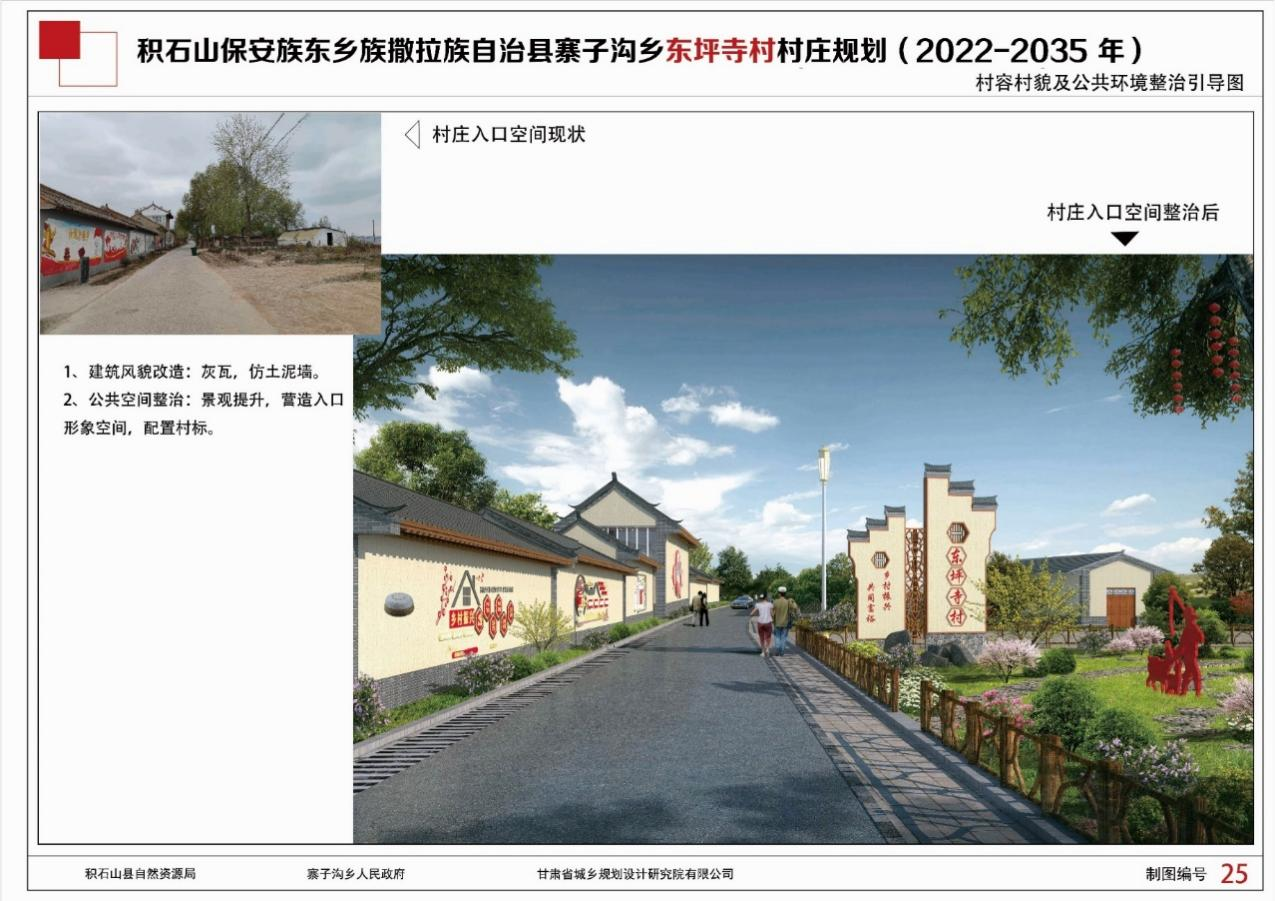 积石山保安族东乡族撒拉族自治县寨子沟乡东坪寺村村庄规划（2022-2035 年）
村容村貌及公共环境整治引导图
村庄入口空间现状
村庄入口空间整治后
1、建筑风貌改造：灰瓦，仿土泥墙。
2、公共空间整治：景观提升，营造入口
形象空间，配置村标。
乡村振兴
乡村振兴
共同富裕
东坪寺村
积石山县自然资源局
寨子沟乡人民政府
甘肃省城乡规划设计研究院有限公司
制图编号 25